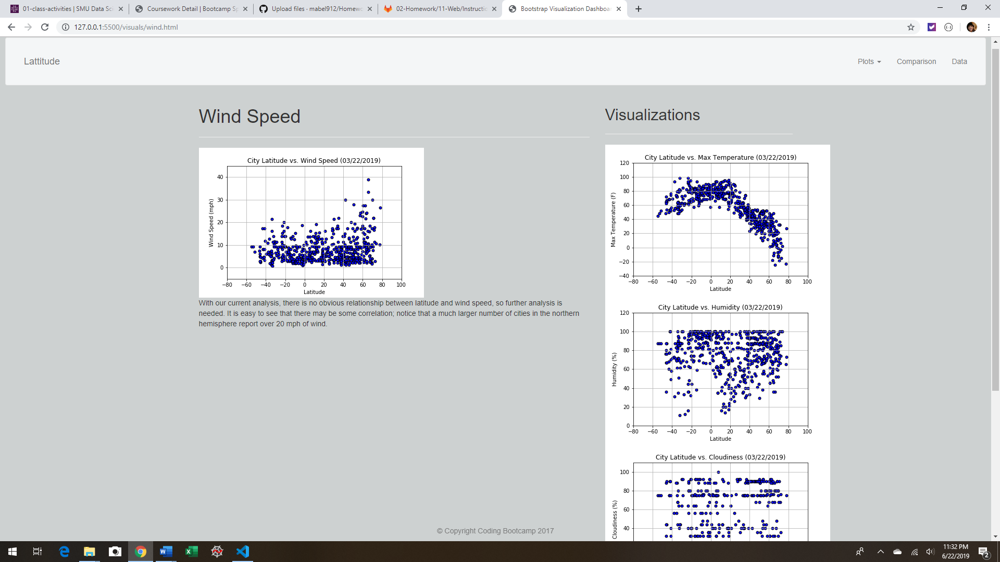 01-class-activities | SMU Data Sci
Coursework Detail | Bootcamp Sp
Upload files · mabel912/Homewo
02-Homework/11-Web/Instructio
Bootstrap Visualization Dashboar
127.0.0.1:5500/visuals/wind.html
Lattitude
Plots
Comparison
Data
Wind Speed
City Latitude vs. Wind Speed (03/22/2019)
Wind Speed (mph)
40
30
20
10
0
−80 −60 −40 −20 0 20 40 60 80 100
Latitude
With our current analysis, there is no obvious relationship between latitude and wind speed, so further analysis is
needed. It is easy to see that there may be some correlation; notice that a much larger number of cities in the northern
hemisphere report over 20 mph of wind.
Visualizations
City Latitude vs. Max Temperature (03/22/2019)
Max Temperature (F)
120
100
80
60
40
20
0
−20
−40
−80 −60 −40 −20 0 20 40 60 80 100
Latitude
City Latitude vs. Humidity (03/22/2019)
Humidity (%)
100
80
60
40
20
0
−80 −60 −40 −20 0 20 40 60 80 100
Latitude
City Latitude vs. Cloudiness (03/22/2019)
Cloudiness (%)
100
80
60
40
© Copyright Coding Bootcamp 2017
11:32 PM
6/22/2019
2